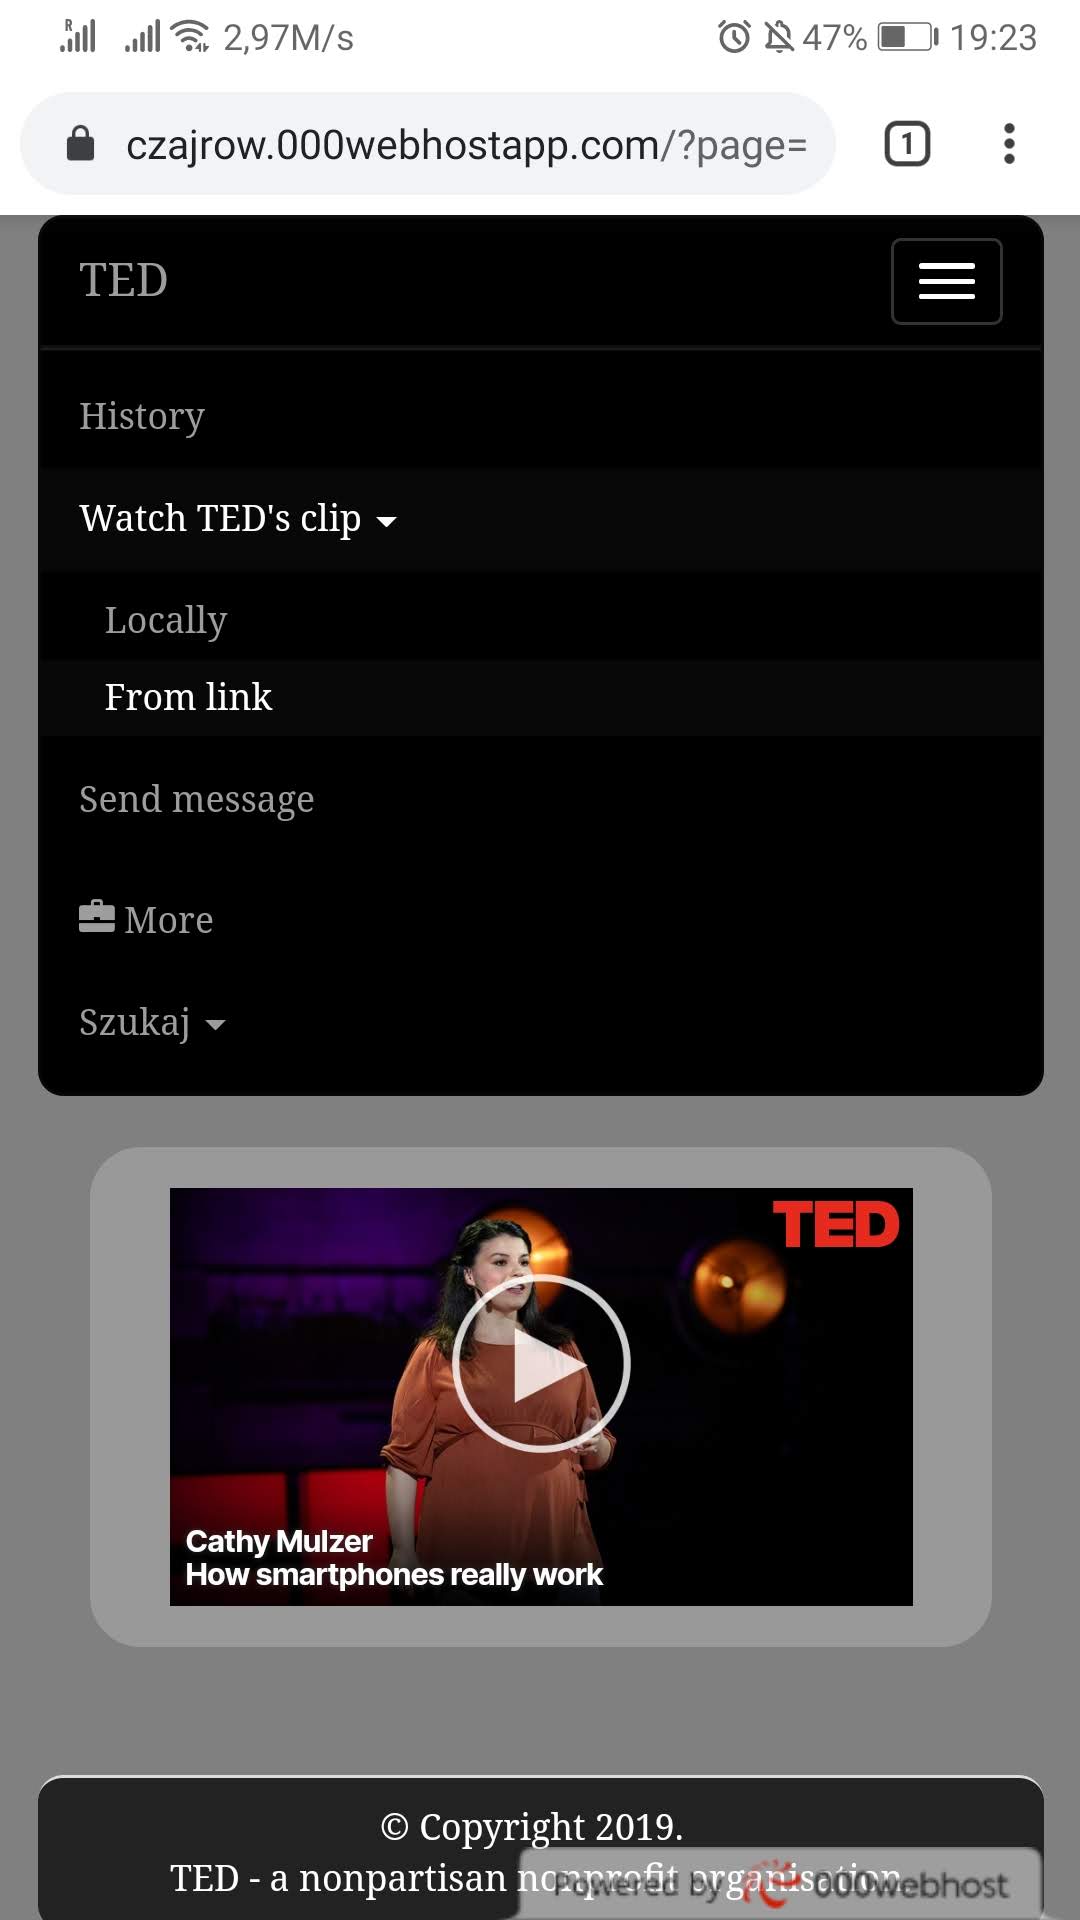 R 2,97M/s 47% 19:23
czajrow.000webhostapp.com/?page= 1
TED
History
Watch TED's clip
Locally
From link
Send message
More
Szukaj
TED
Cathy Mulzer
How smartphones really work
© Copyright 2019.
TED - a nonpartisan nonprofit organisation.
Powered by 000webhost